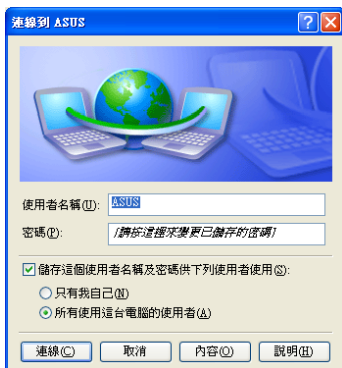 連線到 ASUS
使用者名稱(U): ASUS
密碼(P): [請按這裡來變更已儲存的密碼]
儲存這個使用者名稱及密碼供下列使用者使用(S):
只有我自己(N)
所有使用這台電腦的使用者(A)
連線(C) 取消 內容(O) 說明(H)